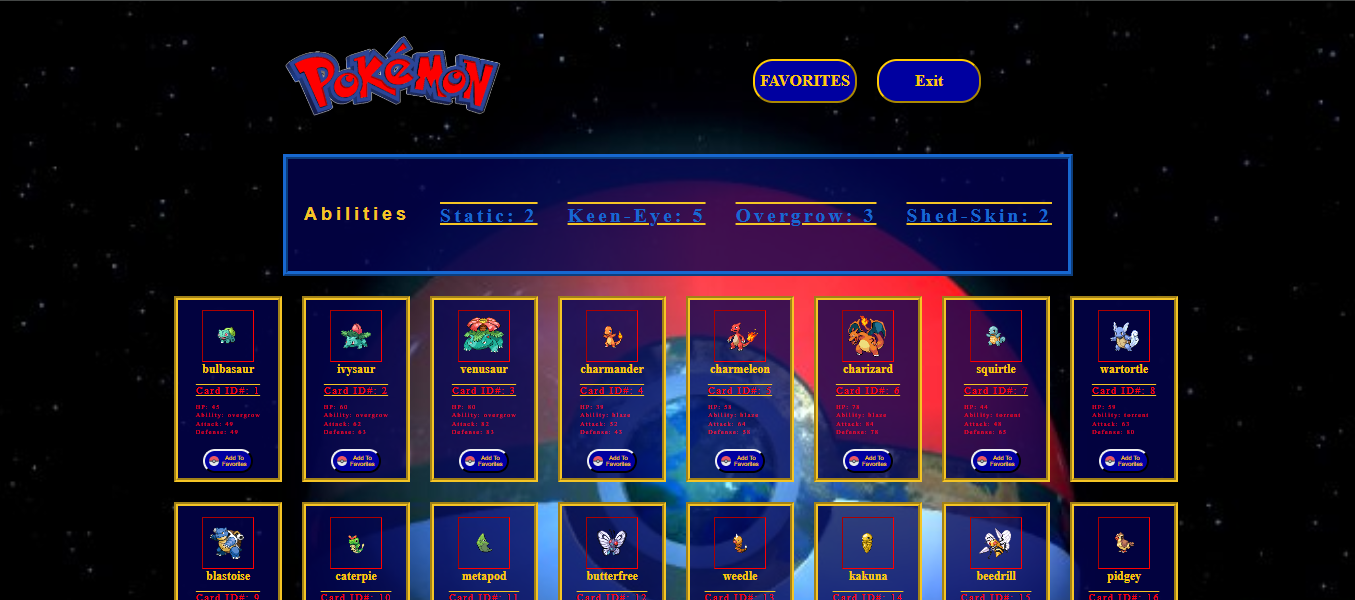 Pokémon
FAVORITES
Exit
Abilities
Static: 2
Keen-Eye: 5
Overgrow: 3
Shed-Skin: 2
bulbasaur
Card ID#: 1
HP: 45
Ability: overgrow
Attack: 49
Defense: 49
Add To
Favorites
ivysaur
Card ID#: 2
HP: 60
Ability: overgrow
Attack: 62
Defense: 63
Add To
Favorites
venusaur
Card ID#: 3
HP: 80
Ability: overgrow
Attack: 82
Defense: 83
Add To
Favorites
charmander
Card ID#: 4
HP: 39
Ability: blaze
Attack: 52
Defense: 43
Add To
Favorites
charmeleon
Card ID#: 5
HP: 58
Ability: blaze
Attack: 64
Defense: 58
Add To
Favorites
charizard
Card ID#: 6
HP: 78
Ability: blaze
Attack: 84
Defense: 78
Add To
Favorites
squirtle
Card ID#: 7
HP: 44
Ability: torrent
Attack: 48
Defense: 65
Add To
Favorites
wartortle
Card ID#: 8
HP: 59
Ability: torrent
Attack: 63
Defense: 80
Add To
Favorites
blastoise
Card ID#: 9
caterpie
Card ID#: 10
metapod
Card ID#: 11
butterfree
Card ID#: 12
weedle
Card ID#: 13
kakuna
Card ID#: 14
beedrill
Card ID#: 15
pidgey
Card ID#: 16